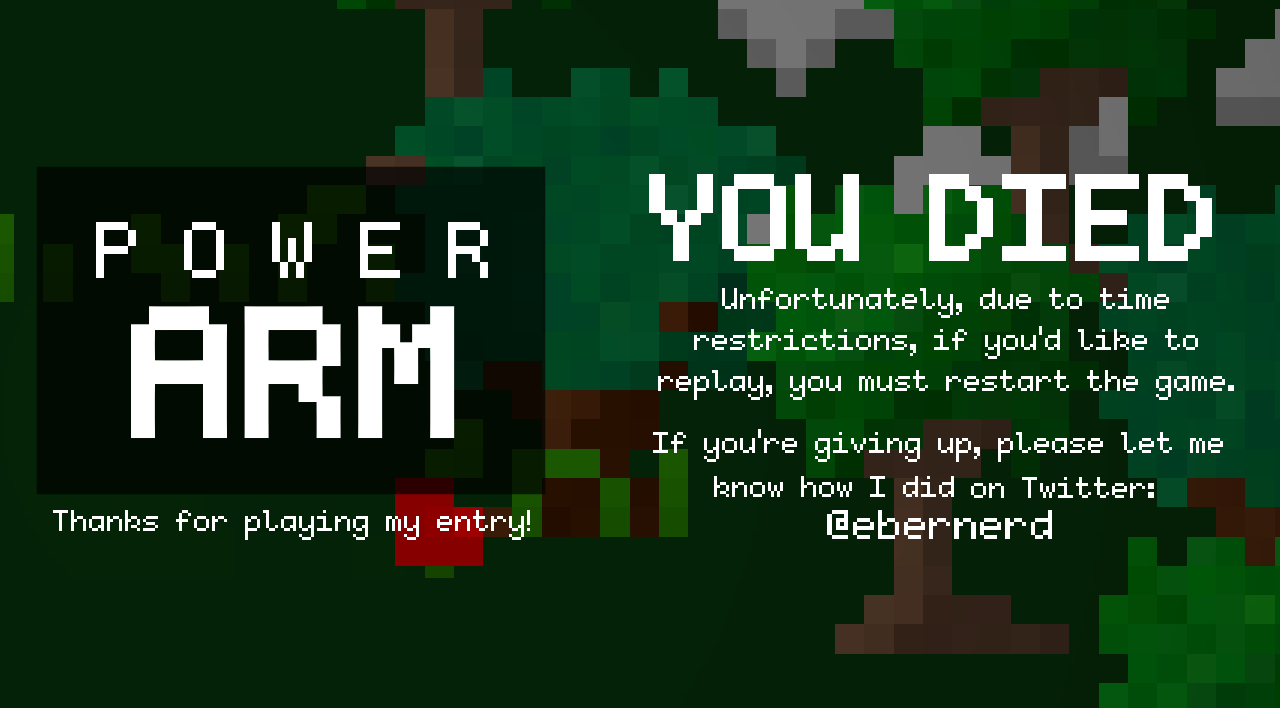 POWER
ARM
Thanks for playing my entry!
YOU DIED
Unfortunately, due to time
restrictions, if you'd like to
replay, you must restart the game.
If you're giving up, please let me
know how I did on Twitter:
@ebernerd